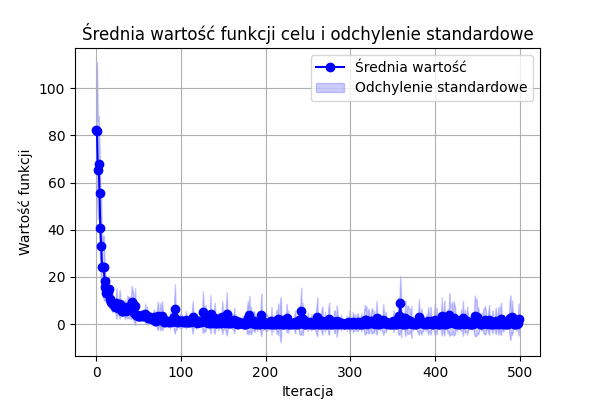 Średnia wartość funkcji celu i odchylenie standardowe
Średnia wartość
Odchylenie standardowe
Wartość funkcji
100
80
60
40
20
0
0 100 200 300 400 500
Iteracja